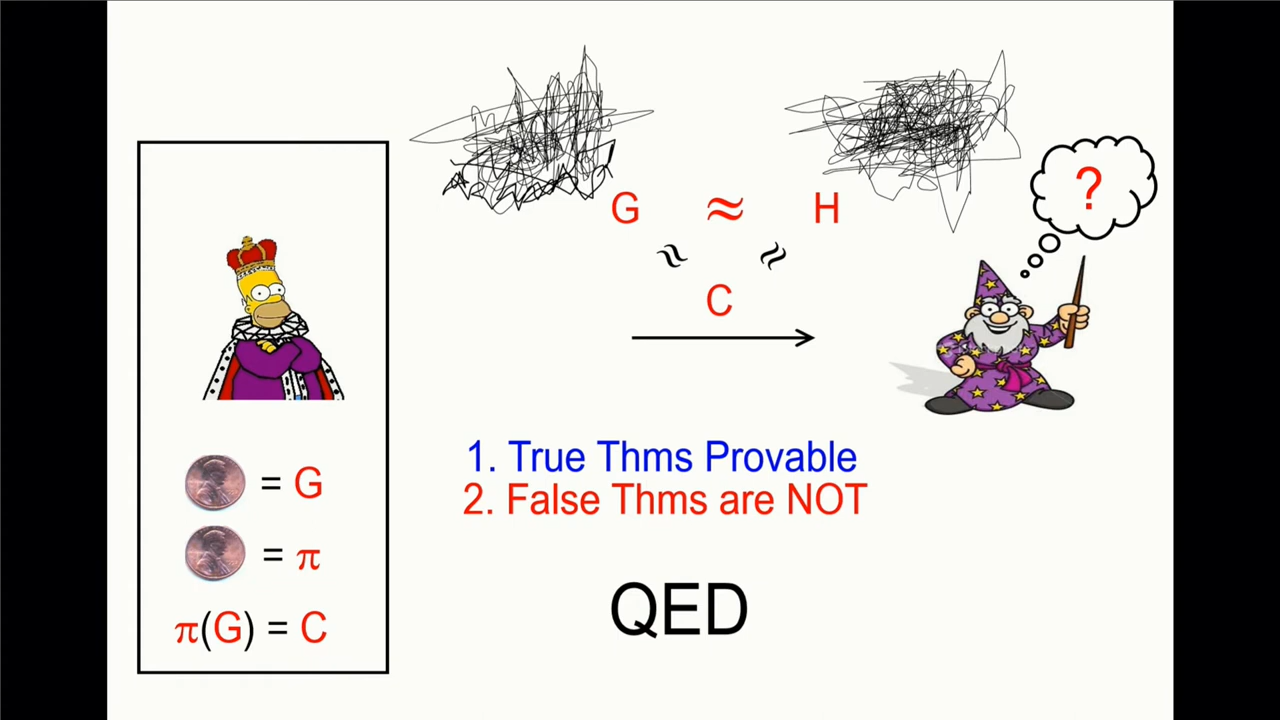 ?
G ≈ H
≈ ≈
C
1. True Thms Provable
2. False Thms are NOT
= G
= π
π(G) = C
QED